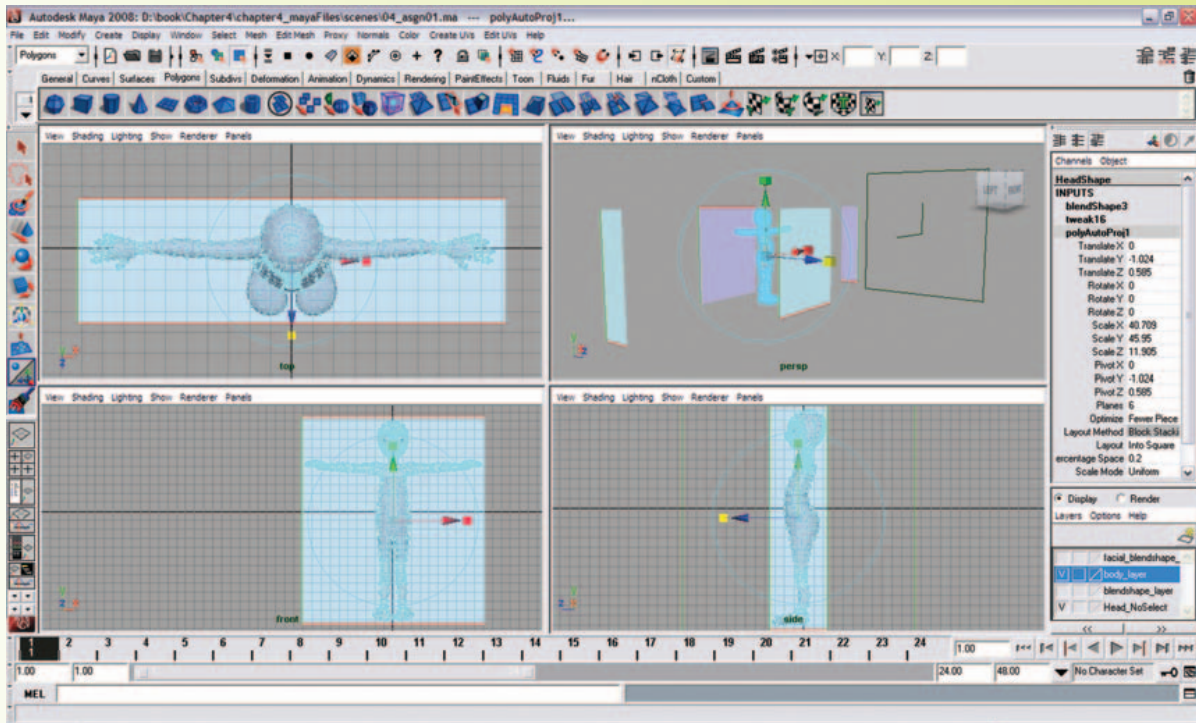 Autodesk Maya 2008: D:\book\Chapter4\chapter4_mayaFiles\scenes\04_asgn01.ma --- polyAutoProj1...
File Edit Modify Create Display Window Select Mesh Edit Mesh Proxy Normals Color Create UVs Edit UVs Help
Polygons X: Y: Z:
General Curves Surfaces Polygons Subdivs Deformation Animation Dynamics Rendering PaintEffects Toon Fluids Fur Hair nCloth Custom
View Shading Lighting Show Renderer Panels
top
View Shading Lighting Show Renderer Panels
LEFT
persp
View Shading Lighting Show Renderer Panels
front
View Shading Lighting Show Renderer Panels
side
Channels Object
HeadShape
INPUTS
blendShape3
tweak16
polyAutoProj1
Translate X 0
Translate Y -1.024
Translate Z 0.585
Rotate X 0
Rotate Y 0
Rotate Z 0
Scale X 40.709
Scale Y 45.95
Scale Z 11.905
Pivot X 0
Pivot Y -1.024
Pivot Z 0.585
Planes 6
Optimize Fewer Piece
Layout Method Block Stacki
Layout Into Square
ercentage Space 0.2
Scale Mode Uniform
Display Render
Layers Options Help
facial_blendshape_
V body_layer
blendshape_layer
V Head_NoSelect
<< >>
1 2 3 4 5 6 7 8 9 10 11 12 13 14 15 16 17 18 19 20 21 22 23 24 1.00
1
1.00 1.00 24.00 48.00 No Character Set
MEL